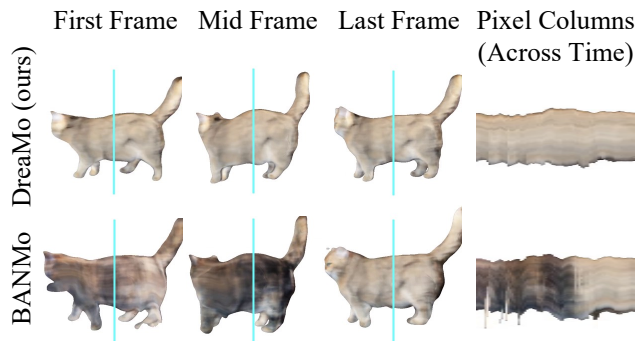 First Frame Mid Frame Last Frame Pixel Columns
(Across Time)
DreaMo (ours)
BANMo